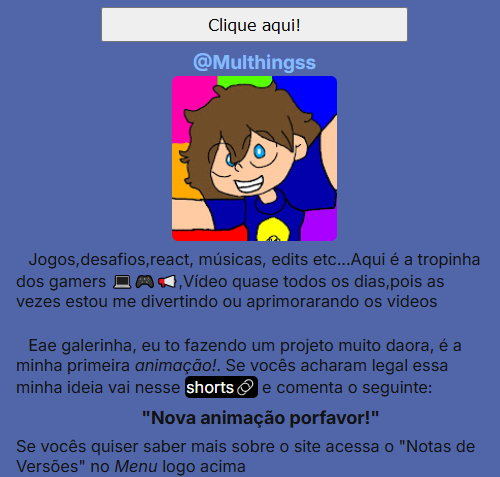 Clique aqui!
@Multhingss
Jogos,desafios,react, músicas, edits etc...Aqui é a tropinha
dos gamers 💻🎮📢,Vídeo quase todos os dias,pois as
vezes estou me divertindo ou aprimorarando os videos
Eae galerinha, eu to fazendo um projeto muito daora, é a
minha primeira animação!. Se vocês acharam legal essa
minha ideia vai nesse shorts🔗 e comenta o seguinte:
"Nova animação porfavor!"
Se vocês quiser saber mais sobre o site acessa o "Notas de
Versões" no Menu logo acima